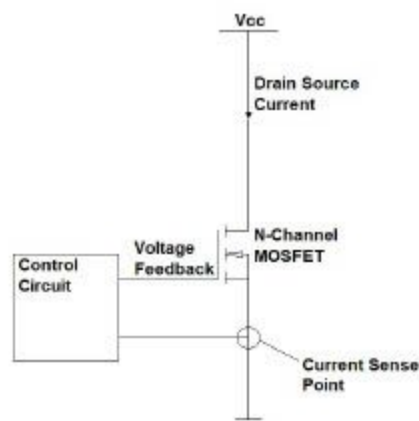 Vcc
Drain Source
Current
N-Channel
MOSFET
Voltage
Feedback
Control
Circuit
Current Sense
Point